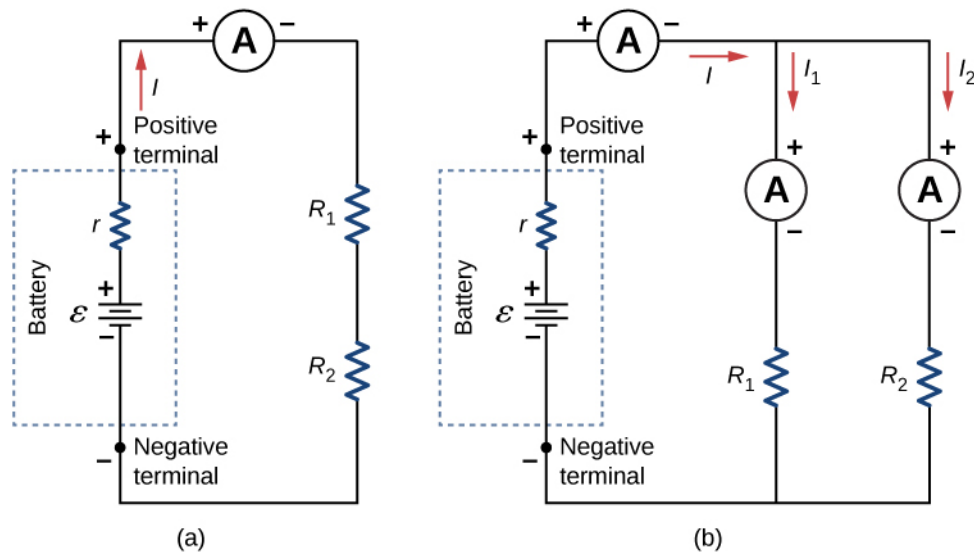 + A −
I
+ Positive
terminal
r
R1
Battery
+
ε
−
R2
− Negative
terminal
(a)
+ A −
I
I1
I2
+ Positive
terminal
+
A
−
+
A
−
r
Battery
+
ε
−
R1
R2
− Negative
terminal
(b)